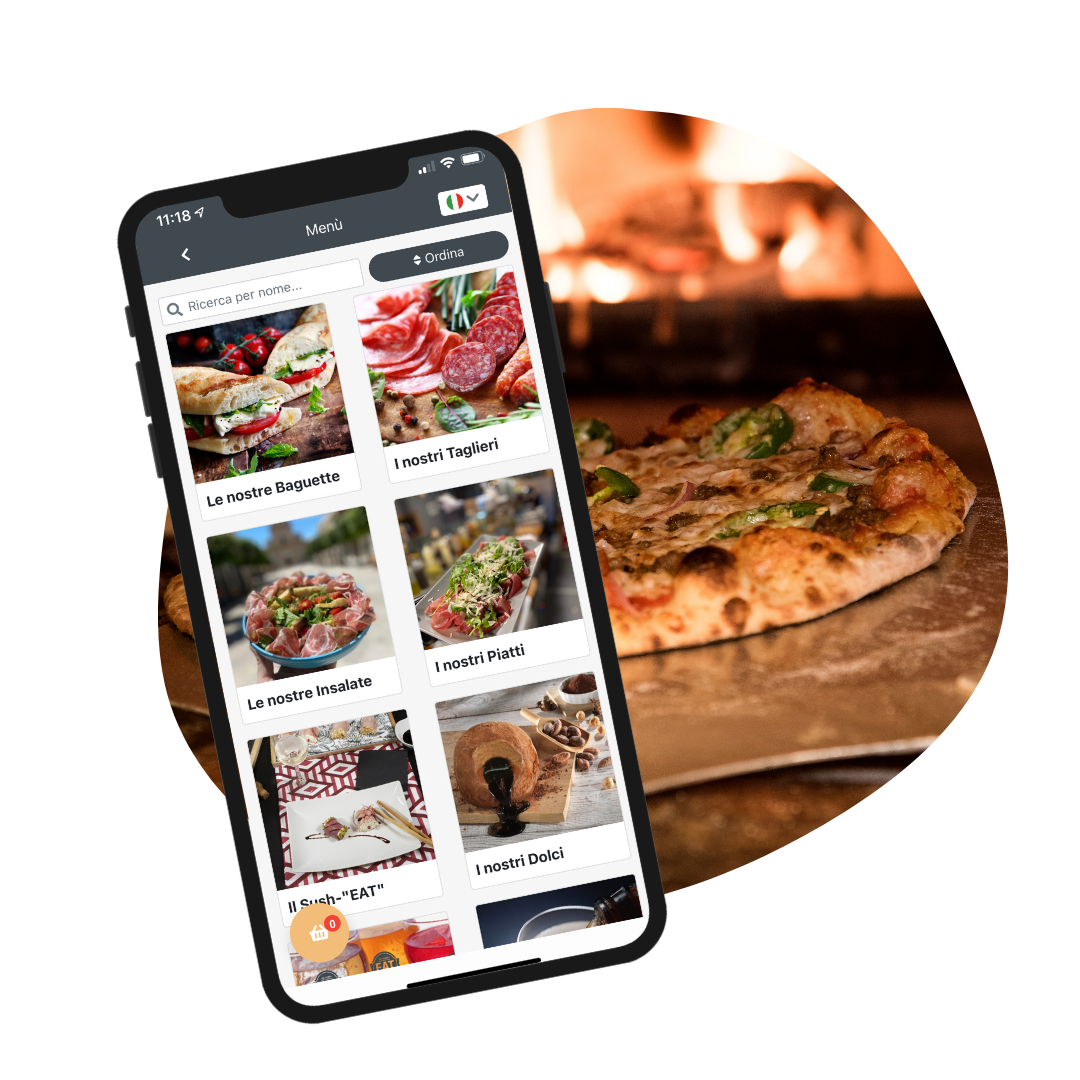 11:18
Menù
Ricerca per nome...
Ordina
Le nostre Baguette
I nostri Taglieri
Le nostre Insalate
I nostri Piatti
Il Sush-"EAT"
I nostri Dolci
0
EAT